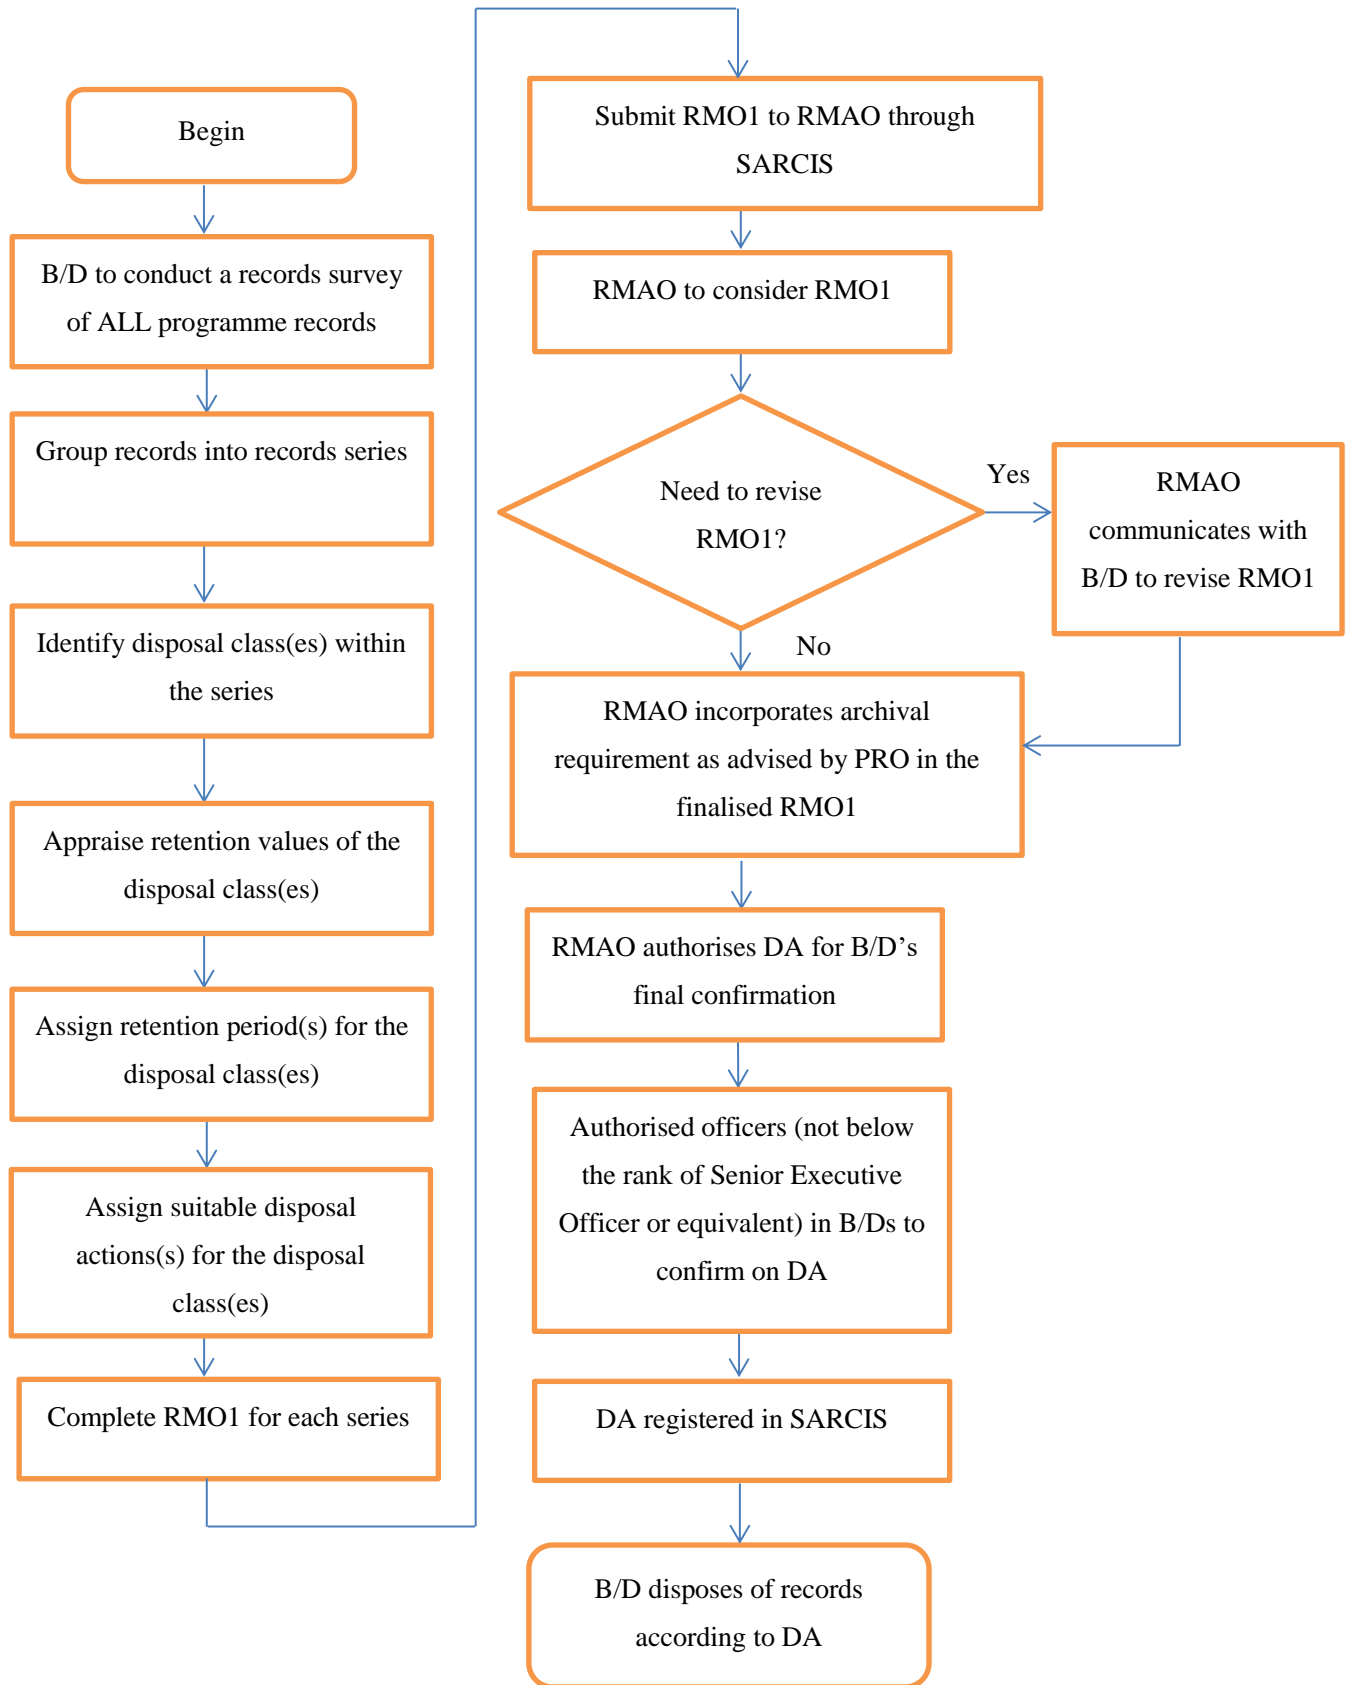 Begin
B/D to conduct a records survey
of ALL programme records
Group records into records series
Identify disposal class(es) within
the series
Appraise retention values of the
disposal class(es)
Assign retention period(s) for the
disposal class(es)
Assign suitable disposal
actions(s) for the disposal
class(es)
Complete RMO1 for each series
Submit RMO1 to RMAO through
SARCIS
RMAO to consider RMO1
Need to revise
RMO1?
Yes
RMAO
communicates with
B/D to revise RMO1
No
RMAO incorporates archival
requirement as advised by PRO in the
finalised RMO1
RMAO authorises DA for B/D’s
final confirmation
Authorised officers (not below
the rank of Senior Executive
Officer or equivalent) in B/Ds to
confirm on DA
DA registered in SARCIS
B/D disposes of records
according to DA